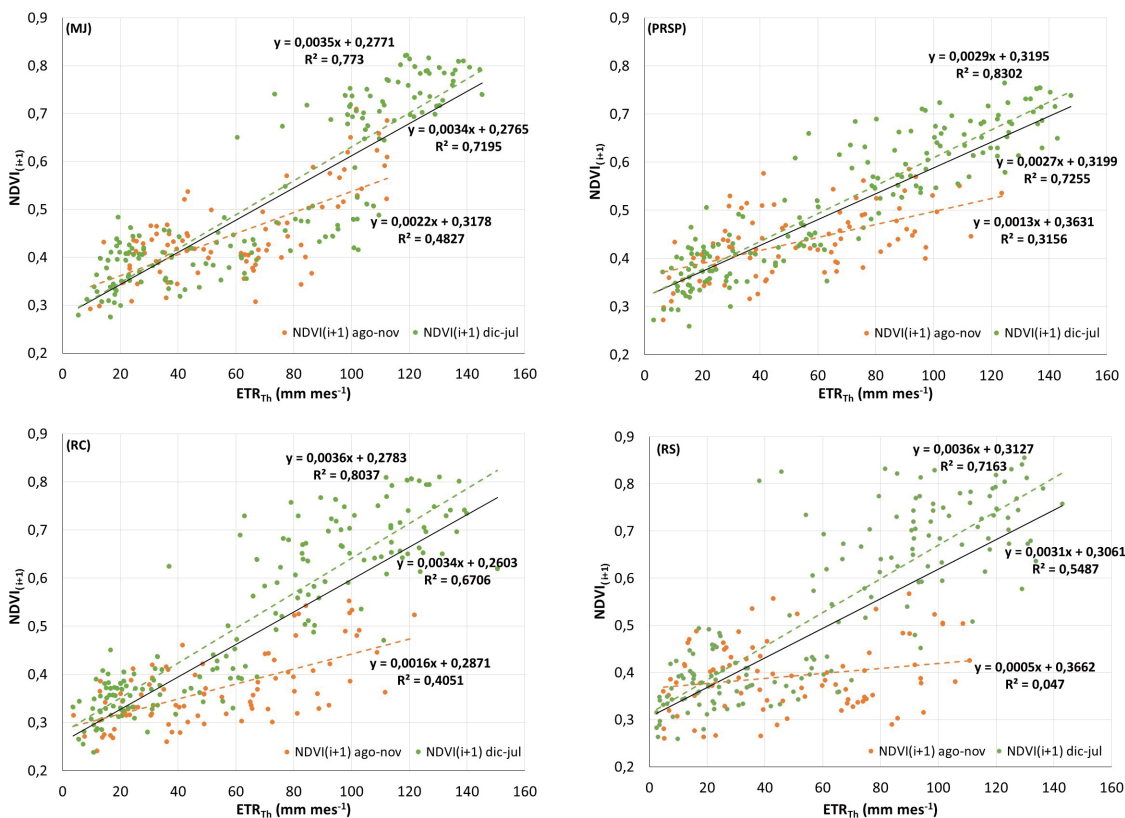 (MJ)
y = 0,0035x + 0,2771
R² = 0,773
y = 0,0034x + 0,2765
R² = 0,7195
y = 0,0022x + 0,3178
R² = 0,4827
0,9
0,8
0,7
0,6
0,5
0,4
0,3
0,2
NDVI(i+1)
NDVI(i+1) ago-nov
NDVI(i+1) dic-jul
0 20 40 60 80 100 120 140 160
ETRTh (mm mes-1)
(PRSP)
y = 0,0029x + 0,3195
R² = 0,8302
y = 0,0027x + 0,3199
R² = 0,7255
y = 0,0013x + 0,3631
R² = 0,3156
0,9
0,8
0,7
0,6
0,5
0,4
0,3
0,2
NDVI(i+1)
NDVI(i+1) ago-nov
NDVI(i+1) dic-jul
0 20 40 60 80 100 120 140 160
ETRTh (mm mes-1)
(RC)
y = 0,0036x + 0,2783
R² = 0,8037
y = 0,0034x + 0,2603
R² = 0,6706
y = 0,0016x + 0,2871
R² = 0,4051
0,9
0,8
0,7
0,6
0,5
0,4
0,3
0,2
NDVI(i+1)
NDVI(i+1) ago-nov
NDVI(i+1) dic-jul
0 20 40 60 80 100 120 140 160
ETRTh (mm mes-1)
(RS)
y = 0,0036x + 0,3127
R² = 0,7163
y = 0,0031x + 0,3061
R² = 0,5487
y = 0,0005x + 0,3662
R² = 0,047
0,9
0,8
0,7
0,6
0,5
0,4
0,3
0,2
NDVI(i+1)
NDVI(i+1) ago-nov
NDVI(i+1) dic-jul
0 20 40 60 80 100 120 140 160
ETRTh (mm mes-1)